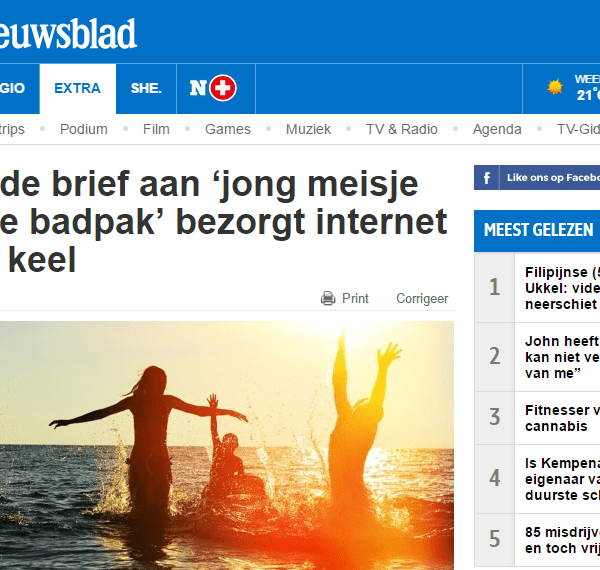 euwsblad
GIO EXTRA SHE. N+ WEE
21°
trips • Podium • Film • Games • Muziek • TV & Radio • Agenda • TV-Gid
de brief aan ‘jong meisje
e badpak’ bezorgt internet
keel
Print Corrigeer
f Like ons op Facebo
MEEST GELEZEN
1 Filipijnse (5
Ukkel: vide
neerschiet
2 John heeft
kan niet ve
van me”
3 Fitnesser v
cannabis
4 Is Kempena
eigenaar va
duurste sc
5 85 misdrijv
en toch vrij